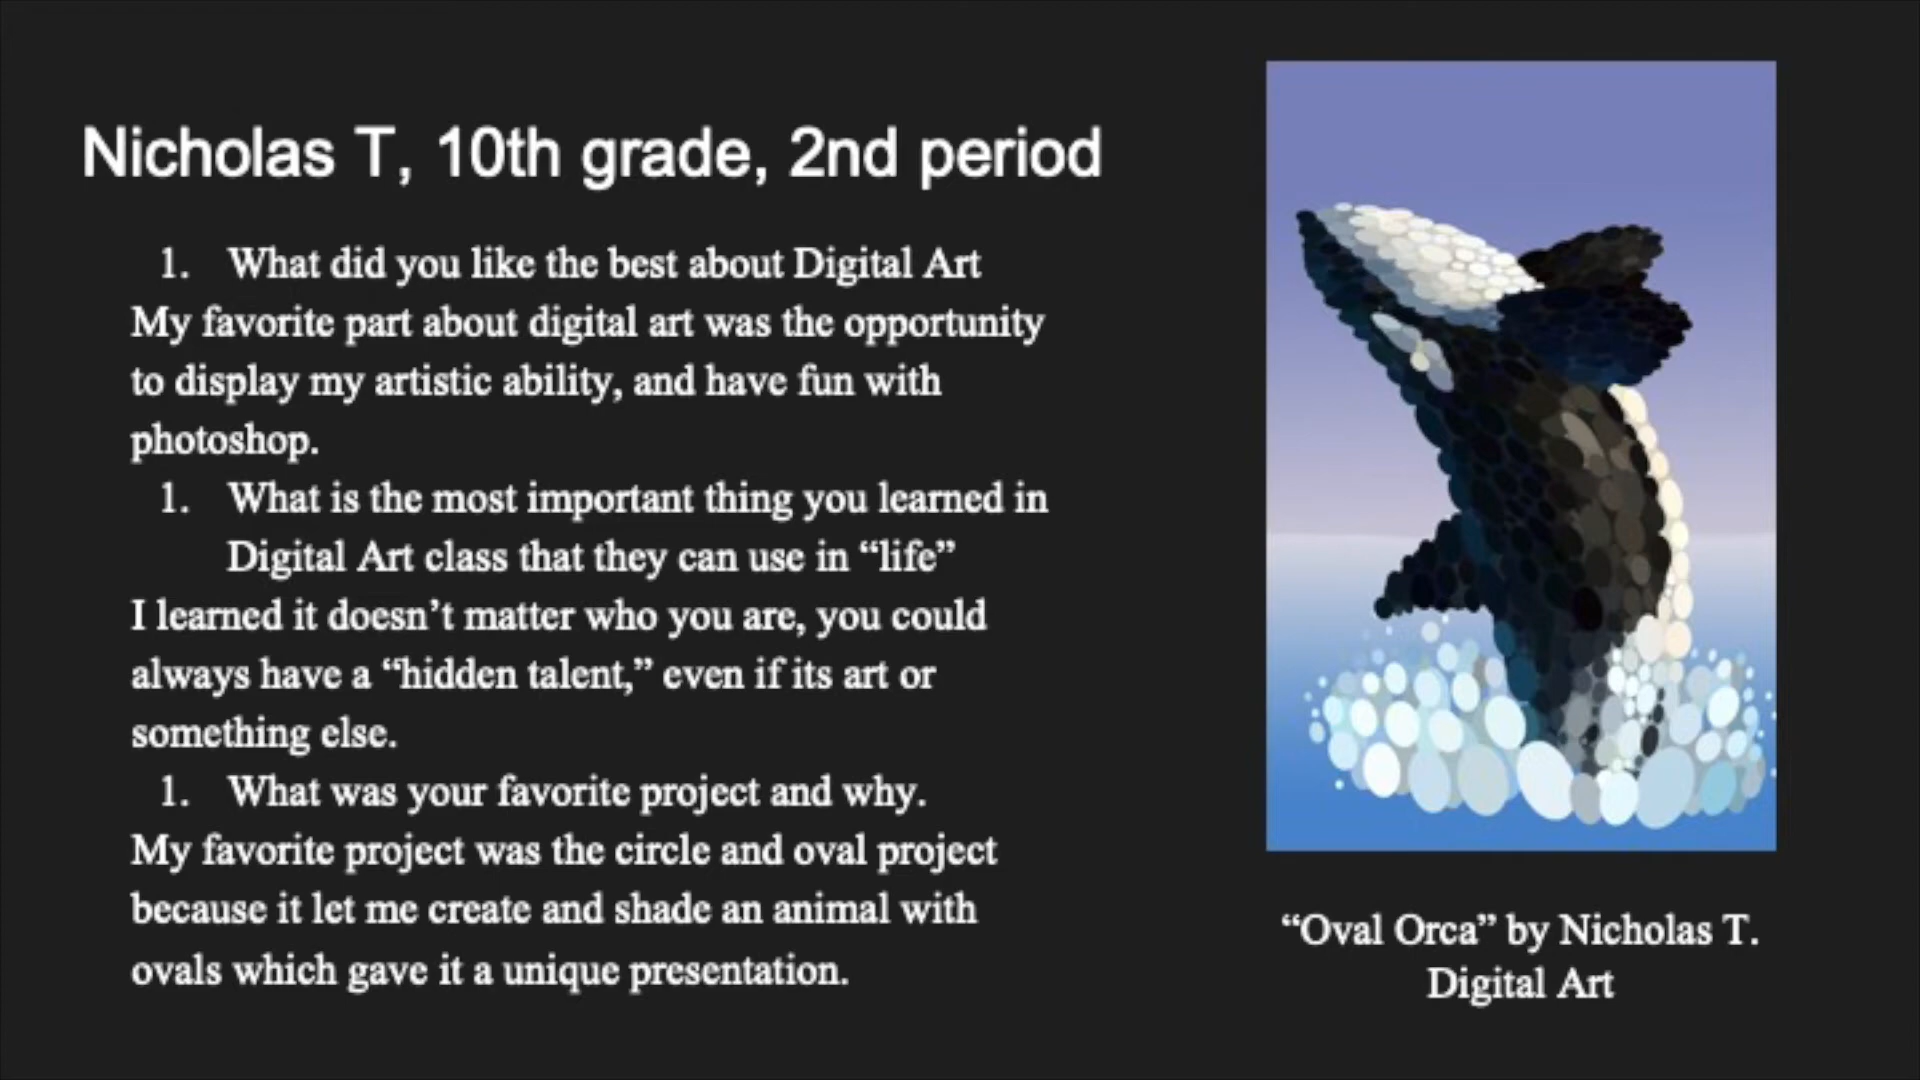 Nicholas T, 10th grade, 2nd period
1. What did you like the best about Digital Art
My favorite part about digital art was the opportunity
to display my artistic ability, and have fun with
photoshop.
1. What is the most important thing you learned in
Digital Art class that they can use in “life”
I learned it doesn’t matter who you are, you could
always have a “hidden talent,” even if its art or
something else.
1. What was your favorite project and why.
My favorite project was the circle and oval project
because it let me create and shade an animal with
ovals which gave it a unique presentation.
“Oval Orca” by Nicholas T.
Digital Art